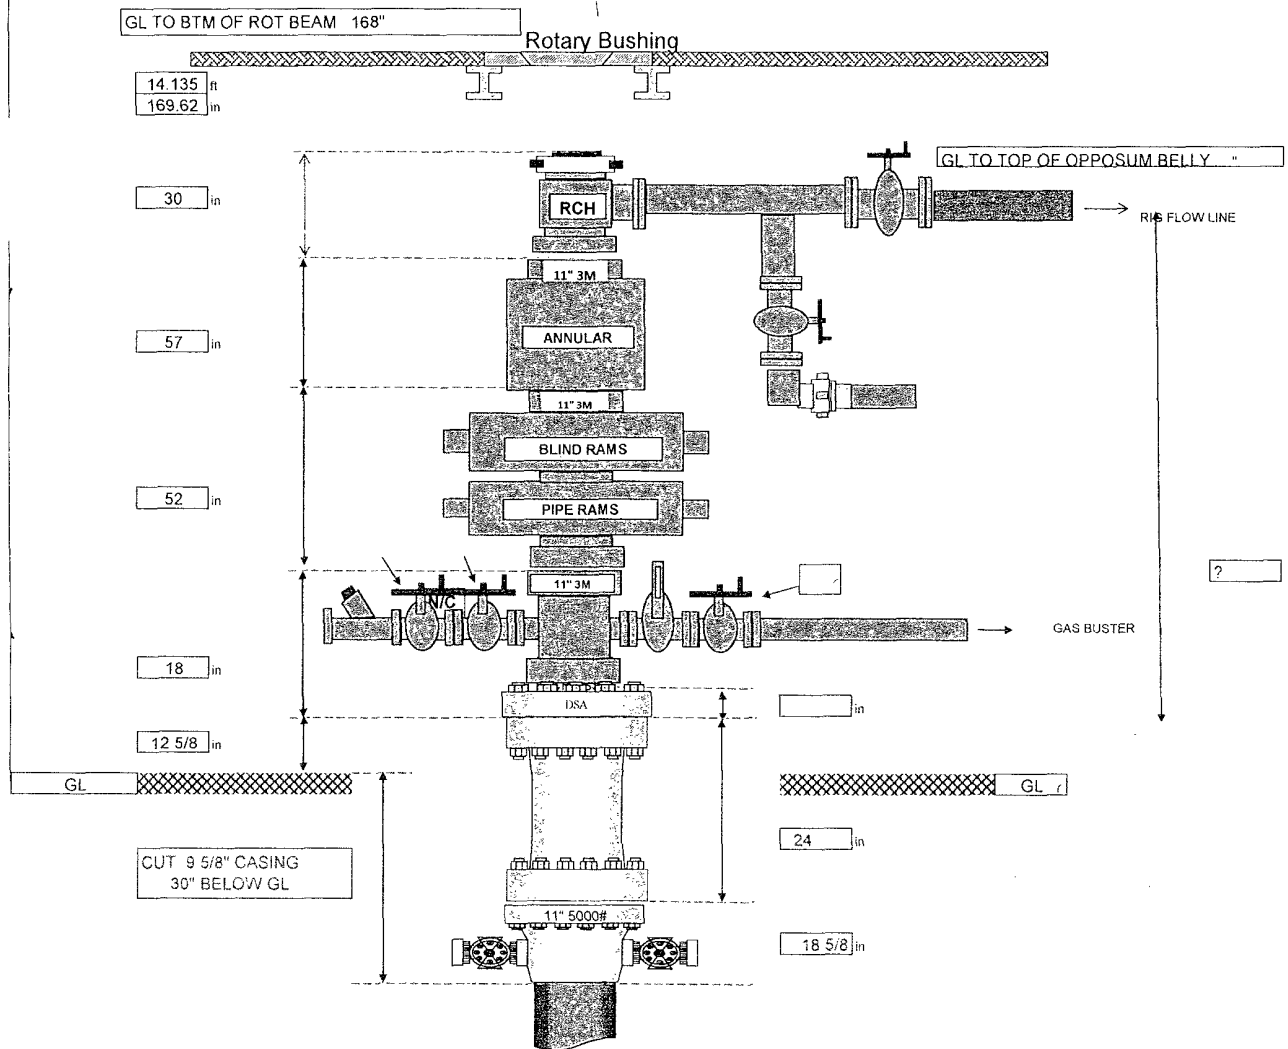 GL TO BTM OF ROT BEAM 168"
Rotary Bushing
14.135 ft
169.62 in
GL TO TOP OF OPPOSUM BELLY "
30 in
RCH
RIG FLOW LINE
11" 3M
57 in
ANNULAR
11" 3M
BLIND RAMS
52 in
PIPE RAMS
?
11" 3M
N/C
GAS BUSTER
18 in
DSA
in
12 5/8 in
GL
GL
24 in
CUT 9 5/8" CASING
30" BELOW GL
11" 5000#
18 5/8 in